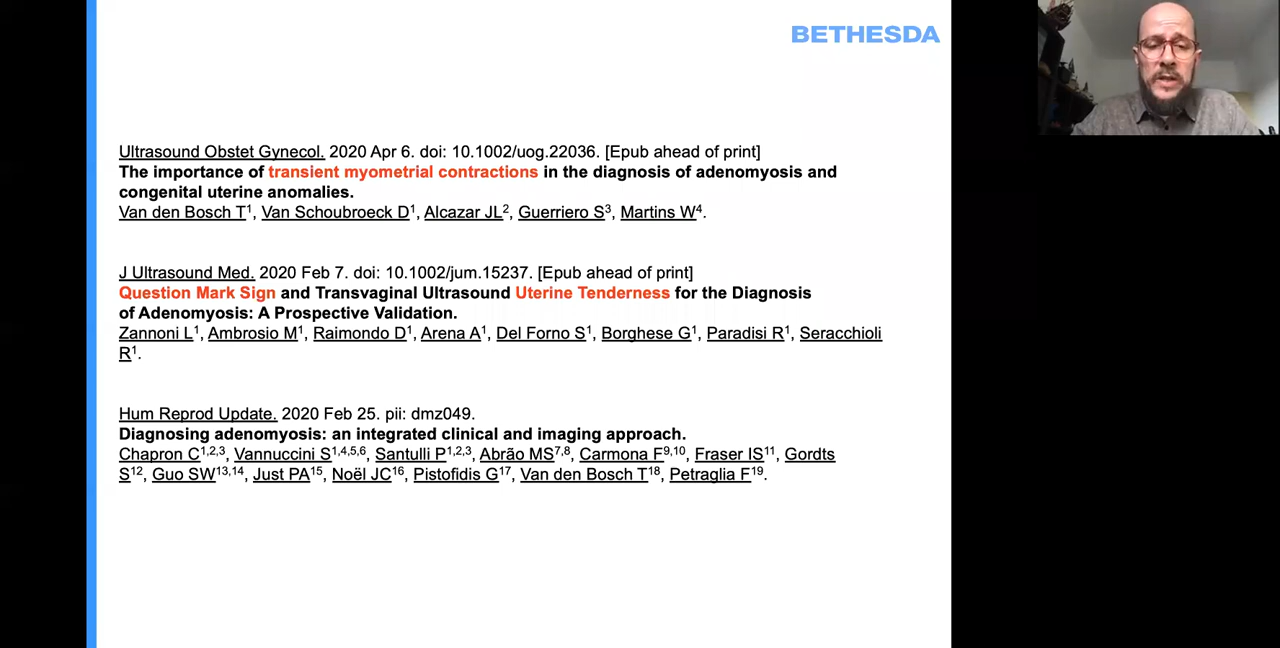 BETHESDA
Ultrasound Obstet Gynecol. 2020 Apr 6. doi: 10.1002/uog.22036. [Epub ahead of print]
The importance of transient myometrial contractions in the diagnosis of adenomyosis and
congenital uterine anomalies.
Van den Bosch T1, Van Schoubroeck D1, Alcazar JL2, Guerriero S3, Martins W4.
J Ultrasound Med. 2020 Feb 7. doi: 10.1002/jum.15237. [Epub ahead of print]
Question Mark Sign and Transvaginal Ultrasound Uterine Tenderness for the Diagnosis
of Adenomyosis: A Prospective Validation.
Zannoni L1, Ambrosio M1, Raimondo D1, Arena A1, Del Forno S1, Borghese G1, Paradisi R1, Seracchioli
R1.
Hum Reprod Update. 2020 Feb 25. pii: dmz049.
Diagnosing adenomyosis: an integrated clinical and imaging approach.
Chapron C1,2,3, Vannuccini S1,4,5,6, Santulli P1,2,3, Abrão MS7,8, Carmona F9,10, Fraser IS11, Gordts
S12, Guo SW13,14, Just PA15, Noël JC16, Pistofidis G17, Van den Bosch T18, Petraglia F19.